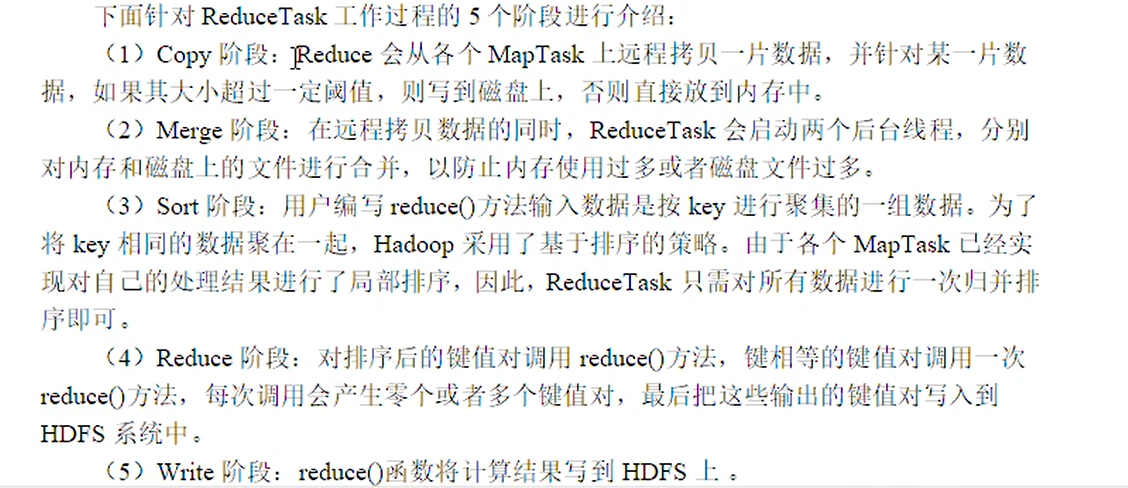 下面针对 ReduceTask 工作过程的 5 个阶段进行介绍：
（1）Copy 阶段：Reduce 会从各个 MapTask 上远程拷贝一片数据，并针对某一片数
据，如果其大小超过一定阈值，则写到磁盘上，否则直接放到内存中。
（2）Merge 阶段：在远程拷贝数据的同时，ReduceTask 会启动两个后台线程，分别
对内存和磁盘上的文件进行合并，以防止内存使用过多或者磁盘文件过多。
（3）Sort 阶段：用户编写 reduce()方法输入数据是按 key 进行聚集的一组数据。为了
将 key 相同的数据聚在一起，Hadoop 采用了基于排序的策略。由于各个 MapTask 已经实
现对自己的处理结果进行了局部排序，因此，ReduceTask 只需对所有数据进行一次归并排
序即可。
（4）Reduce 阶段：对排序后的键值对调用 reduce()方法，键相等的键值对调用一次
reduce()方法，每次调用会产生零个或者多个键值对，最后把这些输出的键值对写入到
HDFS 系统中。
（5）Write 阶段：reduce()函数将计算结果写到 HDFS 上 。